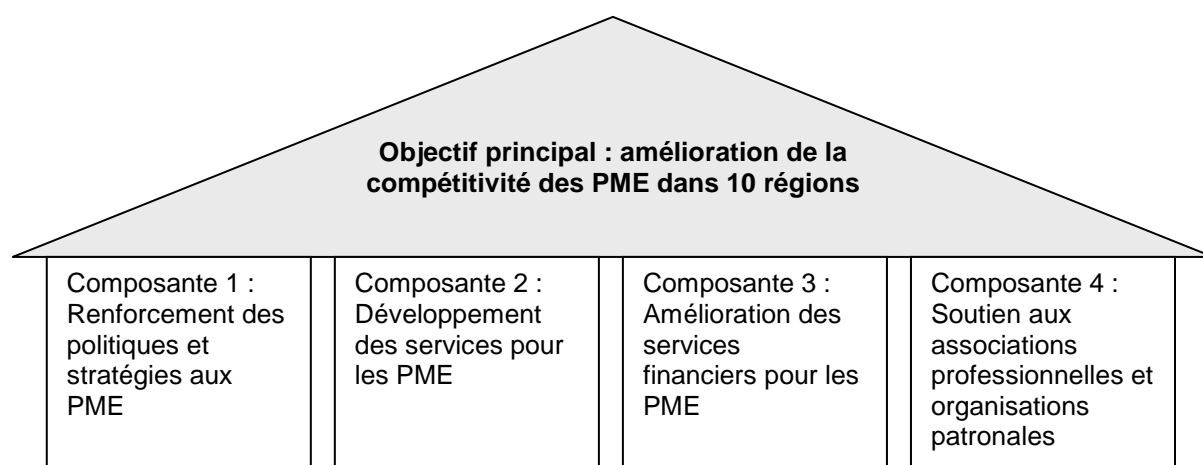 Objectif principal : amélioration de la
compétitivité des PME dans 10 régions
Composante 1 :
Renforcement des
politiques et
stratégies aux
PME
Composante 2 :
Développement
des services pour
les PME
Composante 3 :
Amélioration des
services
financiers pour les
PME
Composante 4 :
Soutien aux
associations
professionnelles et
organisations
patronales